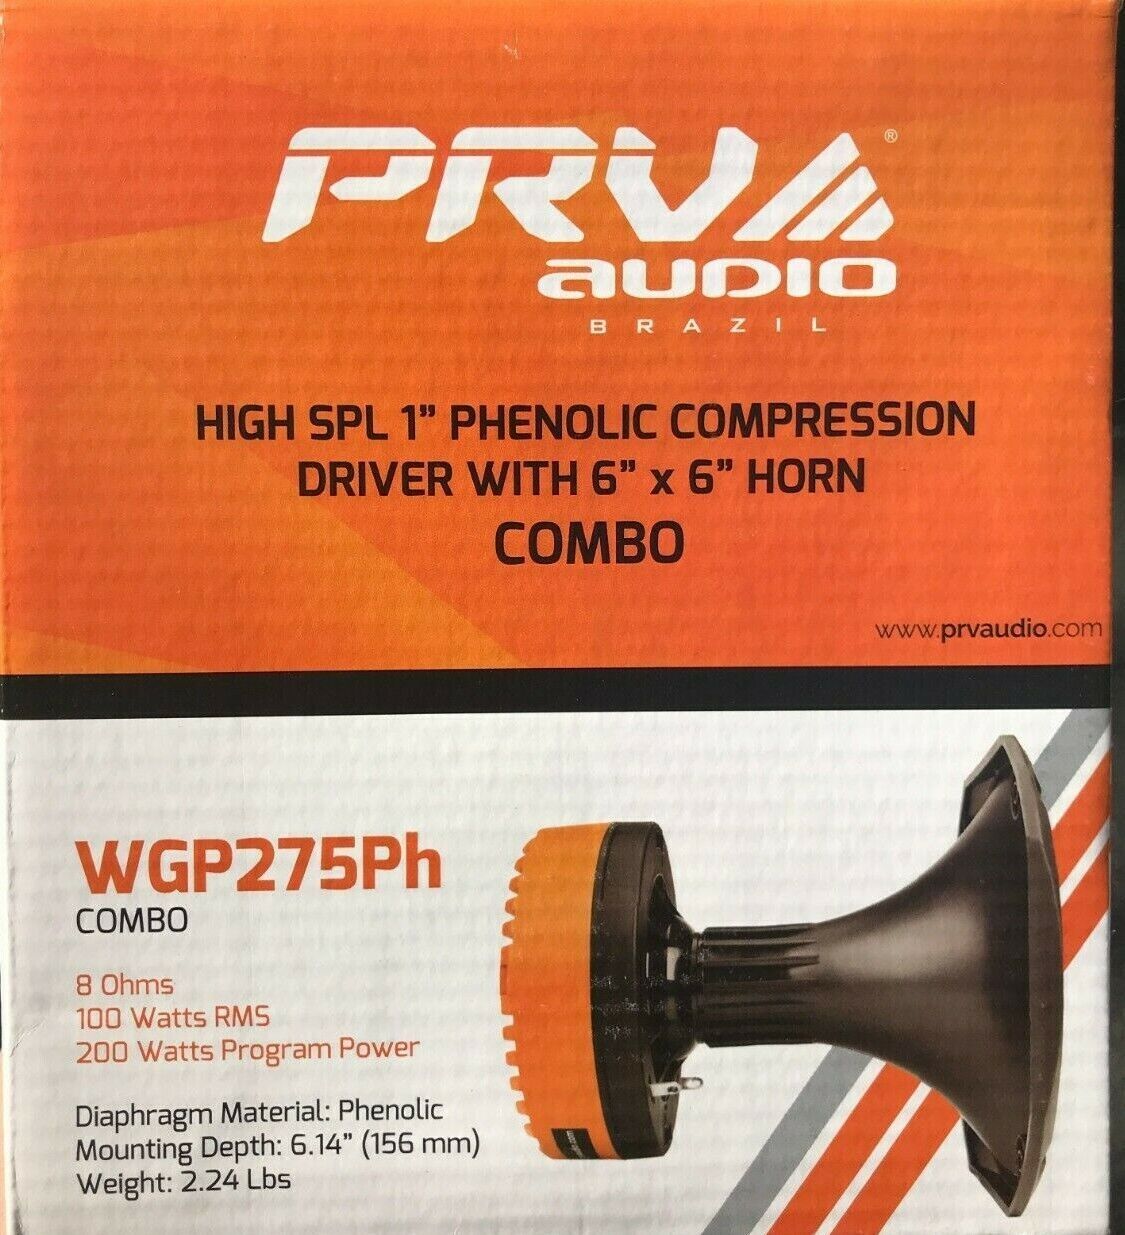 PRVA®
AUDIO
BRAZIL
HIGH SPL 1” PHENOLIC COMPRESSION
DRIVER WITH 6” x 6” HORN
COMBO
www.prvaudio.com
WGP275Ph
COMBO
8 Ohms
100 Watts RMS
200 Watts Program Power
Diaphragm Material: Phenolic
Mounting Depth: 6.14” (156 mm)
Weight: 2.24 Lbs